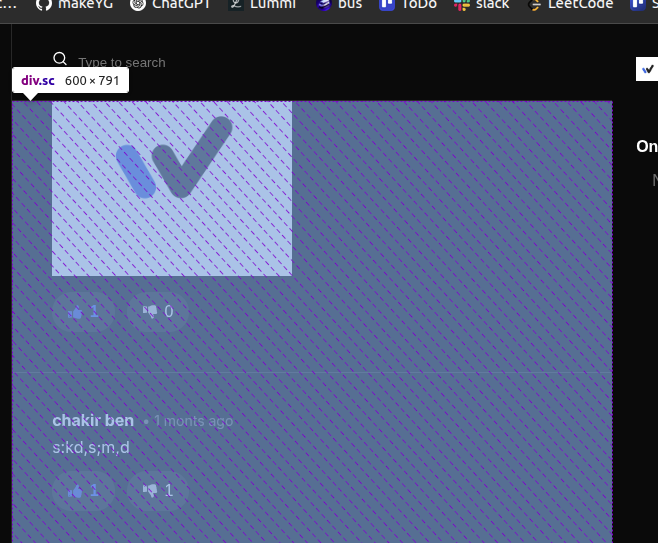 t... makeYG ChatGPT Lummi bus ToDo slack LeetCode S
Type to search
div.sc 600 × 791
On
N
1 0
chakir ben • 1 monts ago
s:kd,s;m,d
1 1